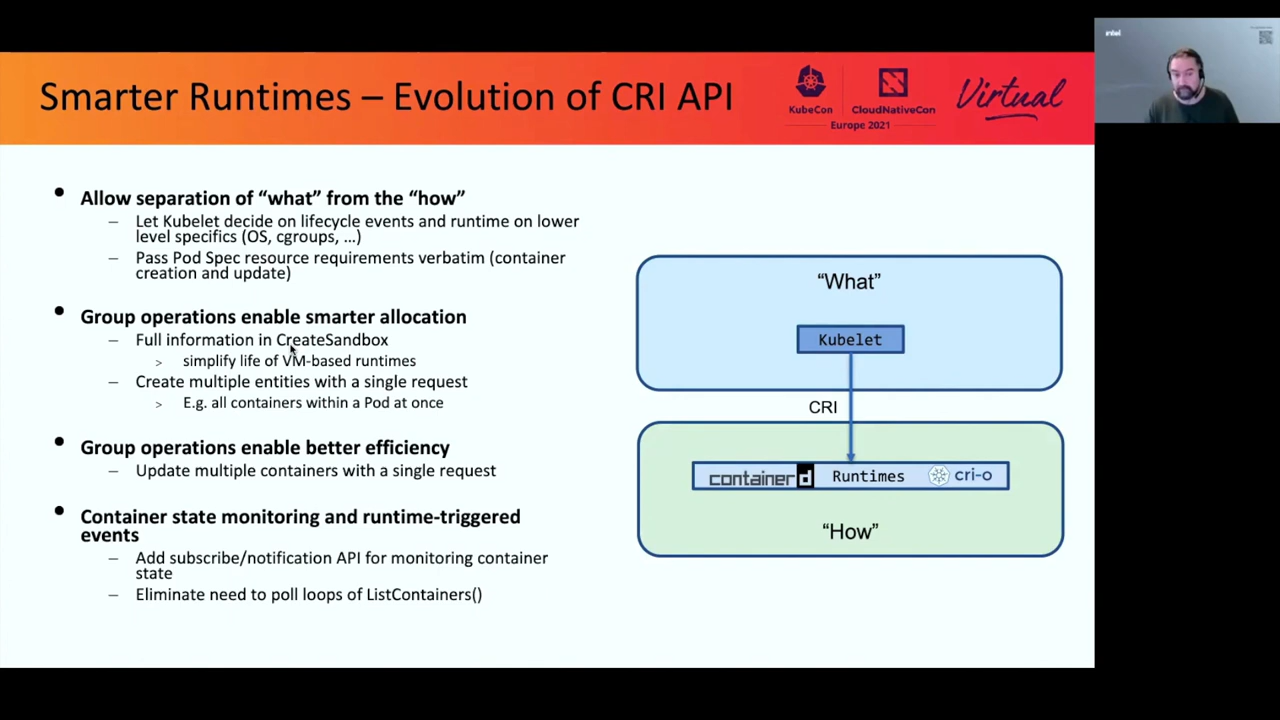 intel
Smarter Runtimes – Evolution of CRI API
KubeCon
CloudNativeCon
Europe 2021
Virtual
• Allow separation of “what” from the “how”
– Let Kubelet decide on lifecycle events and runtime on lower
level specifics (OS, cgroups, …)
– Pass Pod Spec resource requirements verbatim (container
creation and update)
• Group operations enable smarter allocation
– Full information in CreateSandbox
> simplify life of VM-based runtimes
– Create multiple entities with a single request
> E.g. all containers within a Pod at once
• Group operations enable better efficiency
– Update multiple containers with a single request
• Container state monitoring and runtime-triggered
events
– Add subscribe/notification API for monitoring container
state
– Eliminate need to poll loops of ListContainers()
“What”
Kubelet
CRI
containerd Runtimes cri-o
“How”